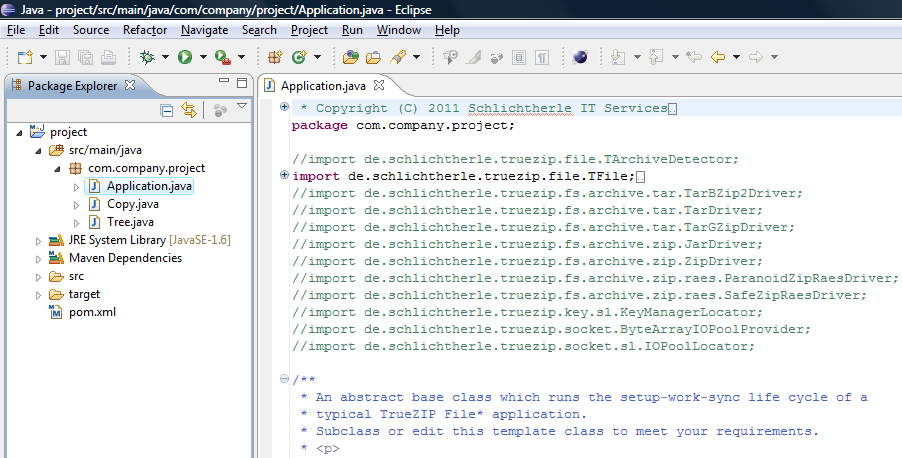 Java - project/src/main/java/com/company/project/Application.java - Eclipse
File Edit Source Refactor Navigate Search Project Run Window Help
Package Explorer
project
src/main/java
com.company.project
Application.java
Copy.java
Tree.java
JRE System Library [JavaSE-1.6]
Maven Dependencies
src
target
pom.xml
Application.java
* Copyright (C) 2011 Schlichtherle IT Services
package com.company.project;
//import de.schlichtherle.truezip.file.TArchiveDetector;
import de.schlichtherle.truezip.file.TFile;
//import de.schlichtherle.truezip.fs.archive.tar.TarBZip2Driver;
//import de.schlichtherle.truezip.fs.archive.tar.TarDriver;
//import de.schlichtherle.truezip.fs.archive.tar.TarGZipDriver;
//import de.schlichtherle.truezip.fs.archive.zip.JarDriver;
//import de.schlichtherle.truezip.fs.archive.zip.ZipDriver;
//import de.schlichtherle.truezip.fs.archive.zip.raes.ParanoidZipRaesDriver;
//import de.schlichtherle.truezip.fs.archive.zip.raes.SafeZipRaesDriver;
//import de.schlichtherle.truezip.key.sl.KeyManagerLocator;
//import de.schlichtherle.truezip.socket.ByteArrayIOPoolProvider;
//import de.schlichtherle.truezip.socket.sl.IOPoolLocator;
/**
* An abstract base class which runs the setup-work-sync life cycle of a
* typical TrueZIP File* application.
* Subclass or edit this template class to meet your requirements.
* <p>